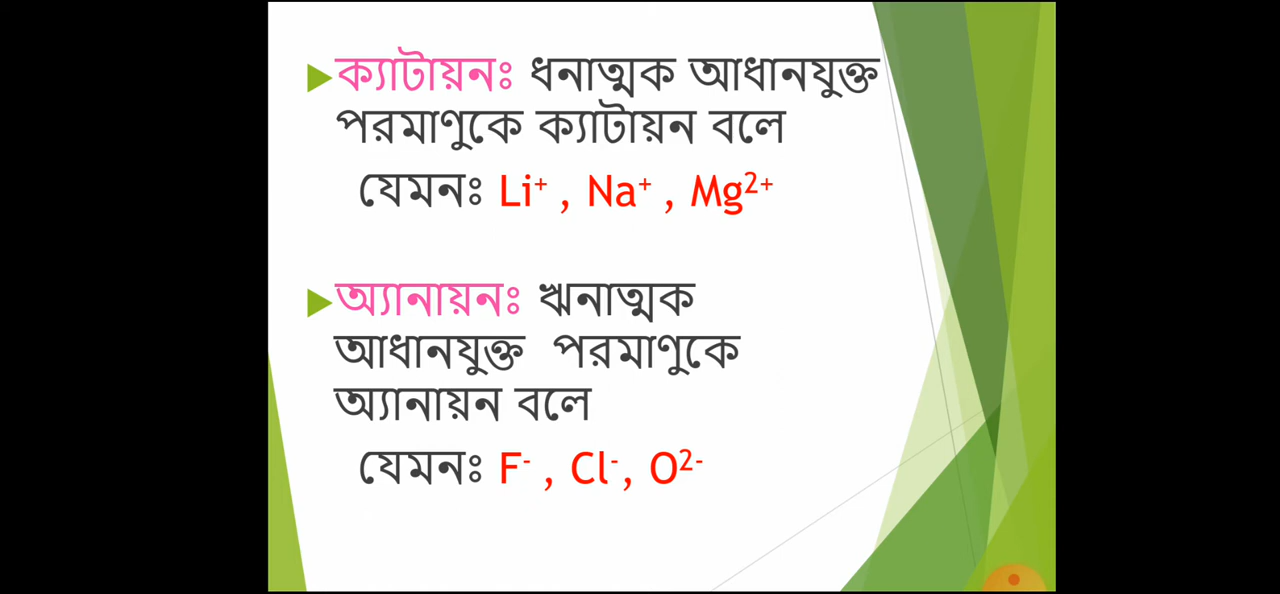 ক্যাটায়নঃ ধনাত্মক আধানযুক্ত
পরমাণুকে ক্যাটায়ন বলে
যেমনঃ Li⁺ , Na⁺ , Mg²⁺
অ্যানায়নঃ ঋনাত্মক
আধানযুক্ত পরমাণুকে
অ্যানায়ন বলে
যেমনঃ F⁻ , Cl⁻, O²⁻